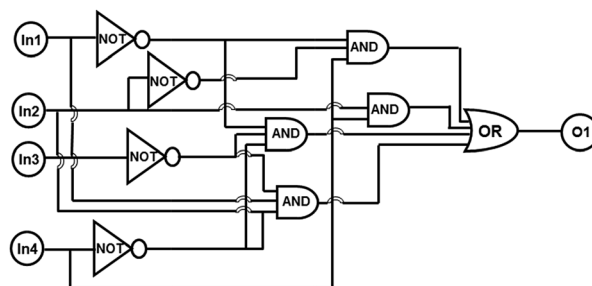 In1
NOT
AND
NOT
In2
AND
AND
OR
O1
In3
NOT
AND
In4
NOT